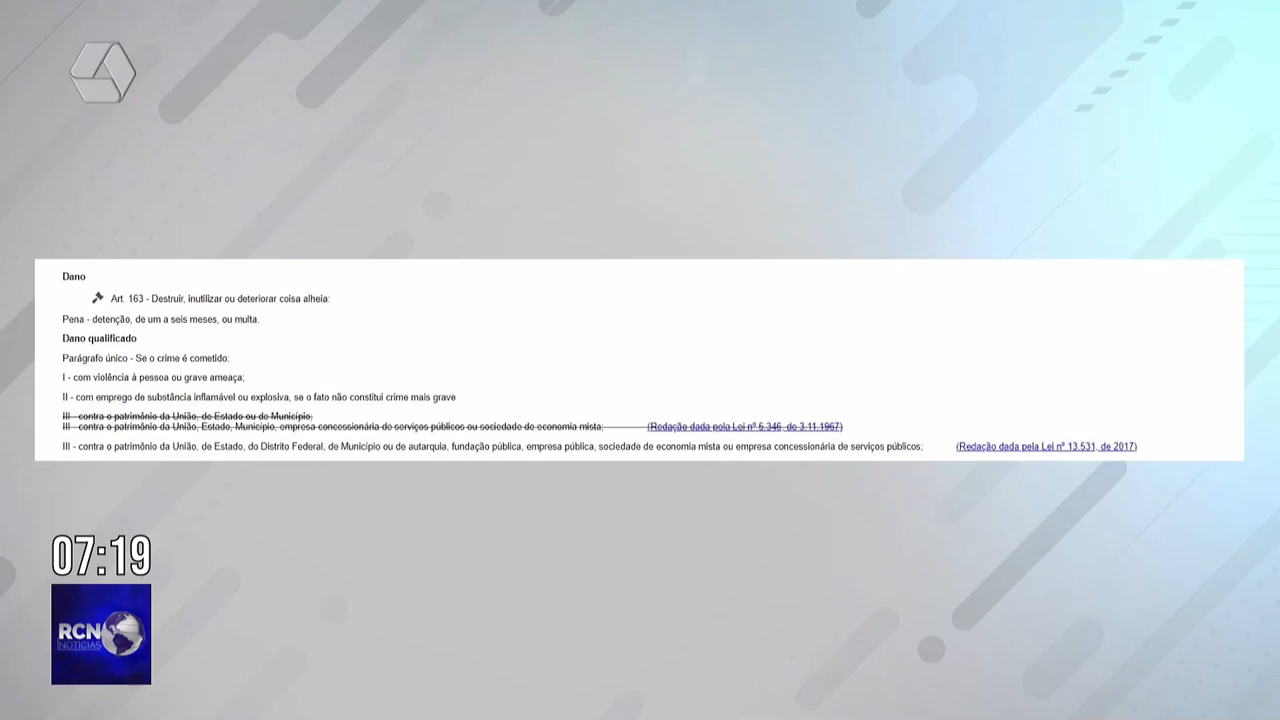 Dano
Art. 163 - Destruir, inutilizar ou deteriorar coisa alheia:
Pena - detenção, de um a seis meses, ou multa.
Dano qualificado
Parágrafo único - Se o crime é cometido:
I - com violência à pessoa ou grave ameaça;
II - com emprego de substância inflamável ou explosiva, se o fato não constitui crime mais grave
III - contra o patrimônio da União, de Estado ou de Município;
III - contra o patrimônio da União, Estado, Município, empresa concessionária de serviços públicos ou sociedade de economia mista; (Redação dada pela Lei nº 5.346, de 3.11.1967)
III - contra o patrimônio da União, de Estado, do Distrito Federal, de Município ou de autarquia, fundação pública, empresa pública, sociedade de economia mista ou empresa concessionária de serviços públicos; (Redação dada pela Lei nº 13.531, de 2017)
07:19
RCN
NOTÍCIAS